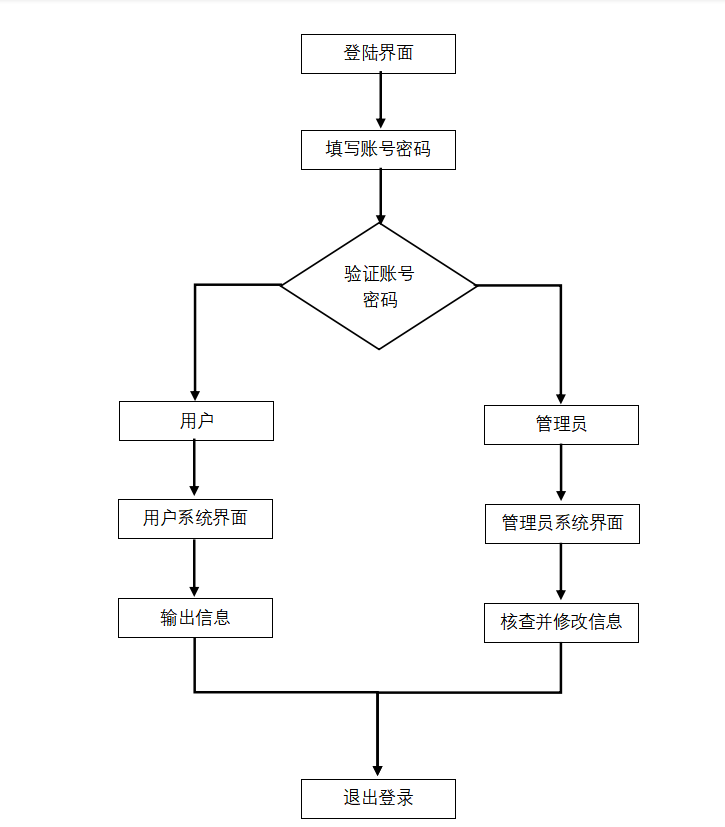 登陆界面
填写账号密码
验证账号
密码
用户
管理员
用户系统界面
管理员系统界面
输出信息
核查并修改信息
退出登录